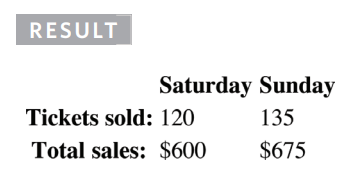 RESULT
Saturday Sunday
Tickets sold: 120 135
Total sales: $600 $675